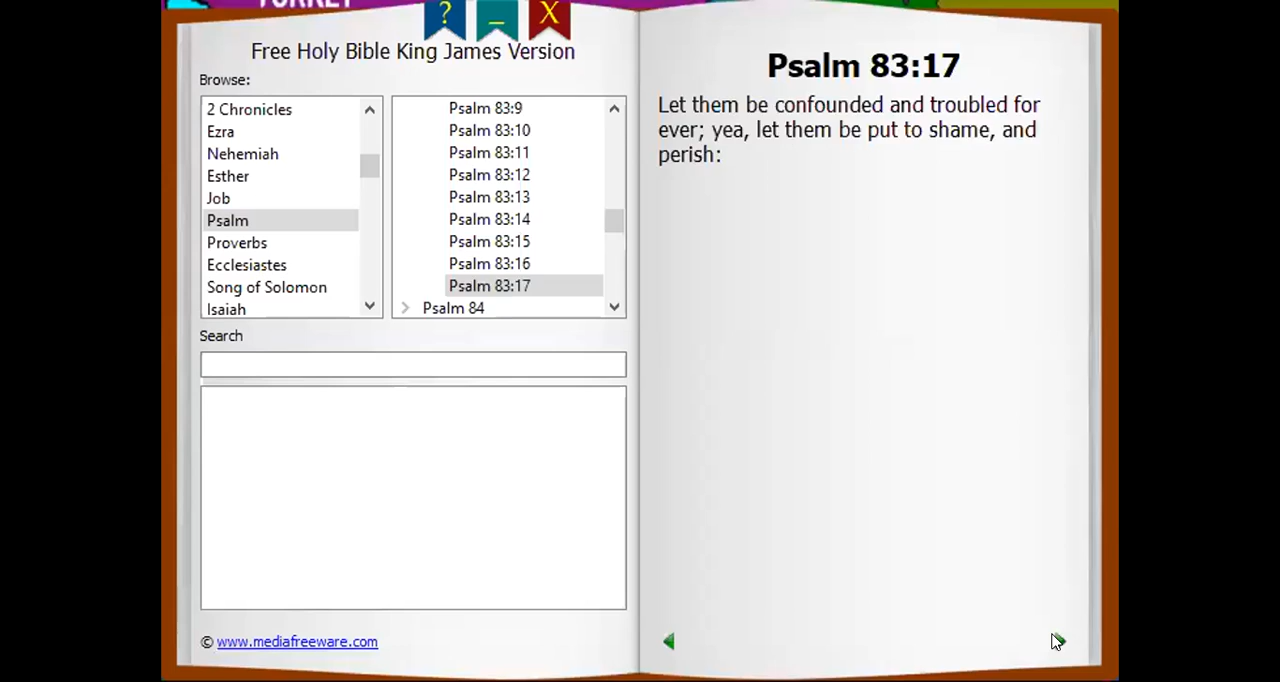 TURKEY
? _ X
Free Holy Bible King James Version
Browse:
2 Chronicles
Ezra
Nehemiah
Esther
Job
Psalm
Proverbs
Ecclesiastes
Song of Solomon
Isaiah
Psalm 83:9
Psalm 83:10
Psalm 83:11
Psalm 83:12
Psalm 83:13
Psalm 83:14
Psalm 83:15
Psalm 83:16
Psalm 83:17
Psalm 84
Search
© www.mediafreeware.com
Psalm 83:17
Let them be confounded and troubled for
ever; yea, let them be put to shame, and
perish: